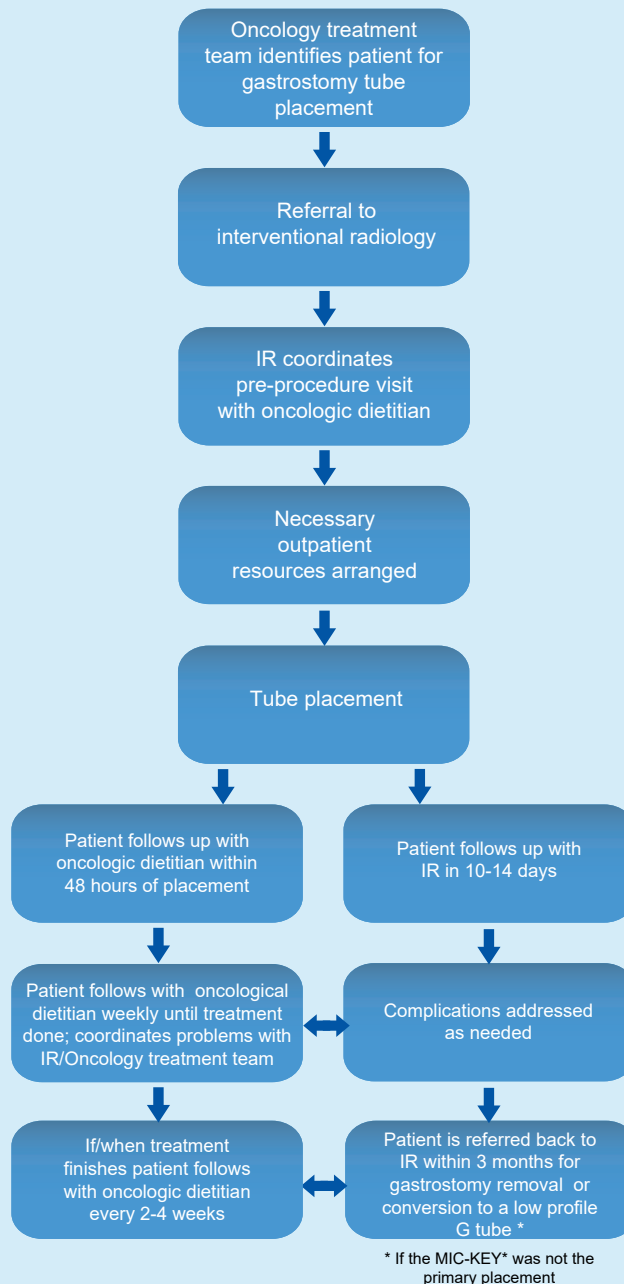 Oncology treatment
team identifies patient for
gastrostomy tube
placement
Referral to
interventional radiology
IR coordinates
pre-procedure visit
with oncologic dietitian
Necessary
outpatient
resources arranged
Tube placement
Patient follows up with
oncologic dietitian within
48 hours of placement
Patient follows up with
IR in 10-14 days
Patient follows with oncological
dietitian weekly until treatment
done; coordinates problems with
IR/Oncology treatment team
Complications addressed
as needed
If/when treatment
finishes patient follows
with oncologic dietitian
every 2-4 weeks
Patient is referred back to
IR within 3 months for
gastrostomy removal or
conversion to a low profile
G tube *
* If the MIC-KEY* was not the
primary placement